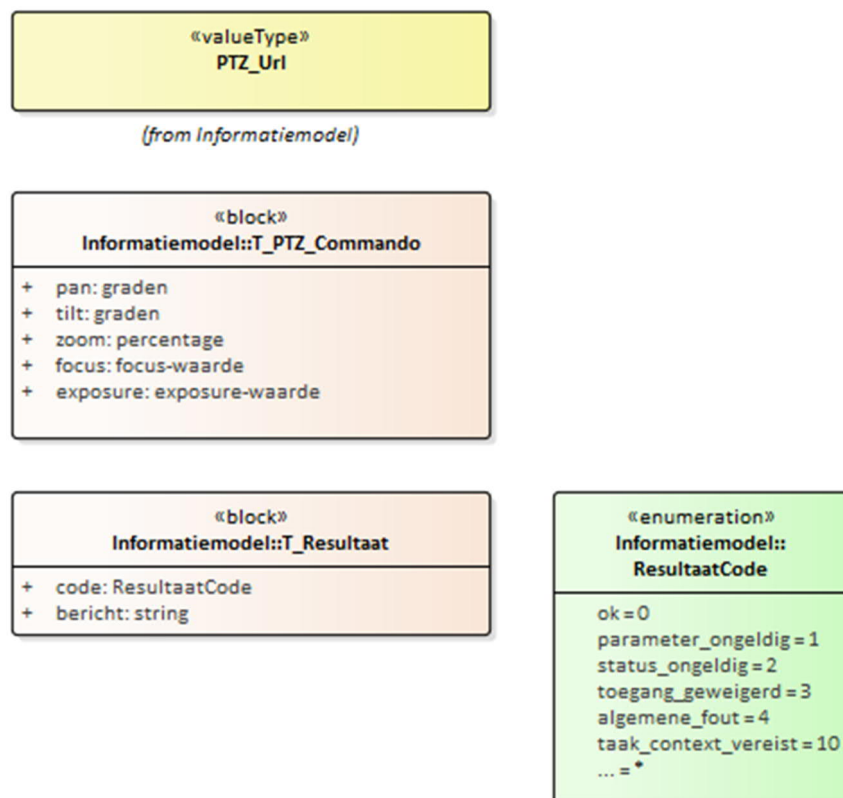 «valueType»
PTZ_Url
(from Informatiemodel)
«block»
Informatiemodel::T_PTZ_Commando
+ pan: graden
+ tilt: graden
+ zoom: percentage
+ focus: focus-waarde
+ exposure: exposure-waarde
«block»
Informatiemodel::T_Resultaat
+ code: ResultaatCode
+ bericht: string
«enumeration»
Informatiemodel::
ResultaatCode
ok = 0
parameter_ongeldig = 1
status_ongeldig = 2
toegang_geweigerd = 3
algemene_fout = 4
taak_context_vereist = 10
... = *